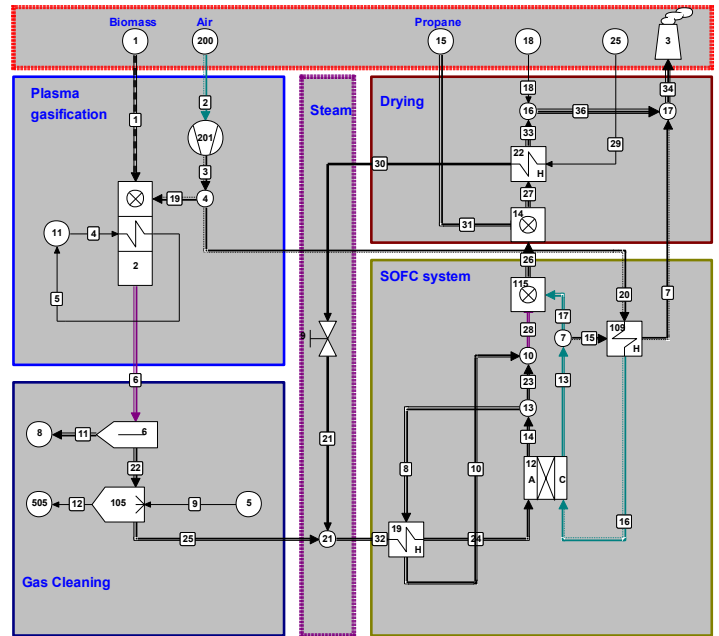 Biomass Air Propane
1 200 15 18 25 3
Plasma
gasification
Steam
Drying
2 18 34
16 36 17
1 201 33 29
3 30 22 H
19 4 27
11 4 14
31
2
5 26
SOFC system
115 20 7
17 109
28 7 15 H
9 10
6 23 13
13
21 14
8 10
8 11 6
22 12 A C
505 12 105 9 5
16
19
25 21 32 24
H
Gas Cleaning